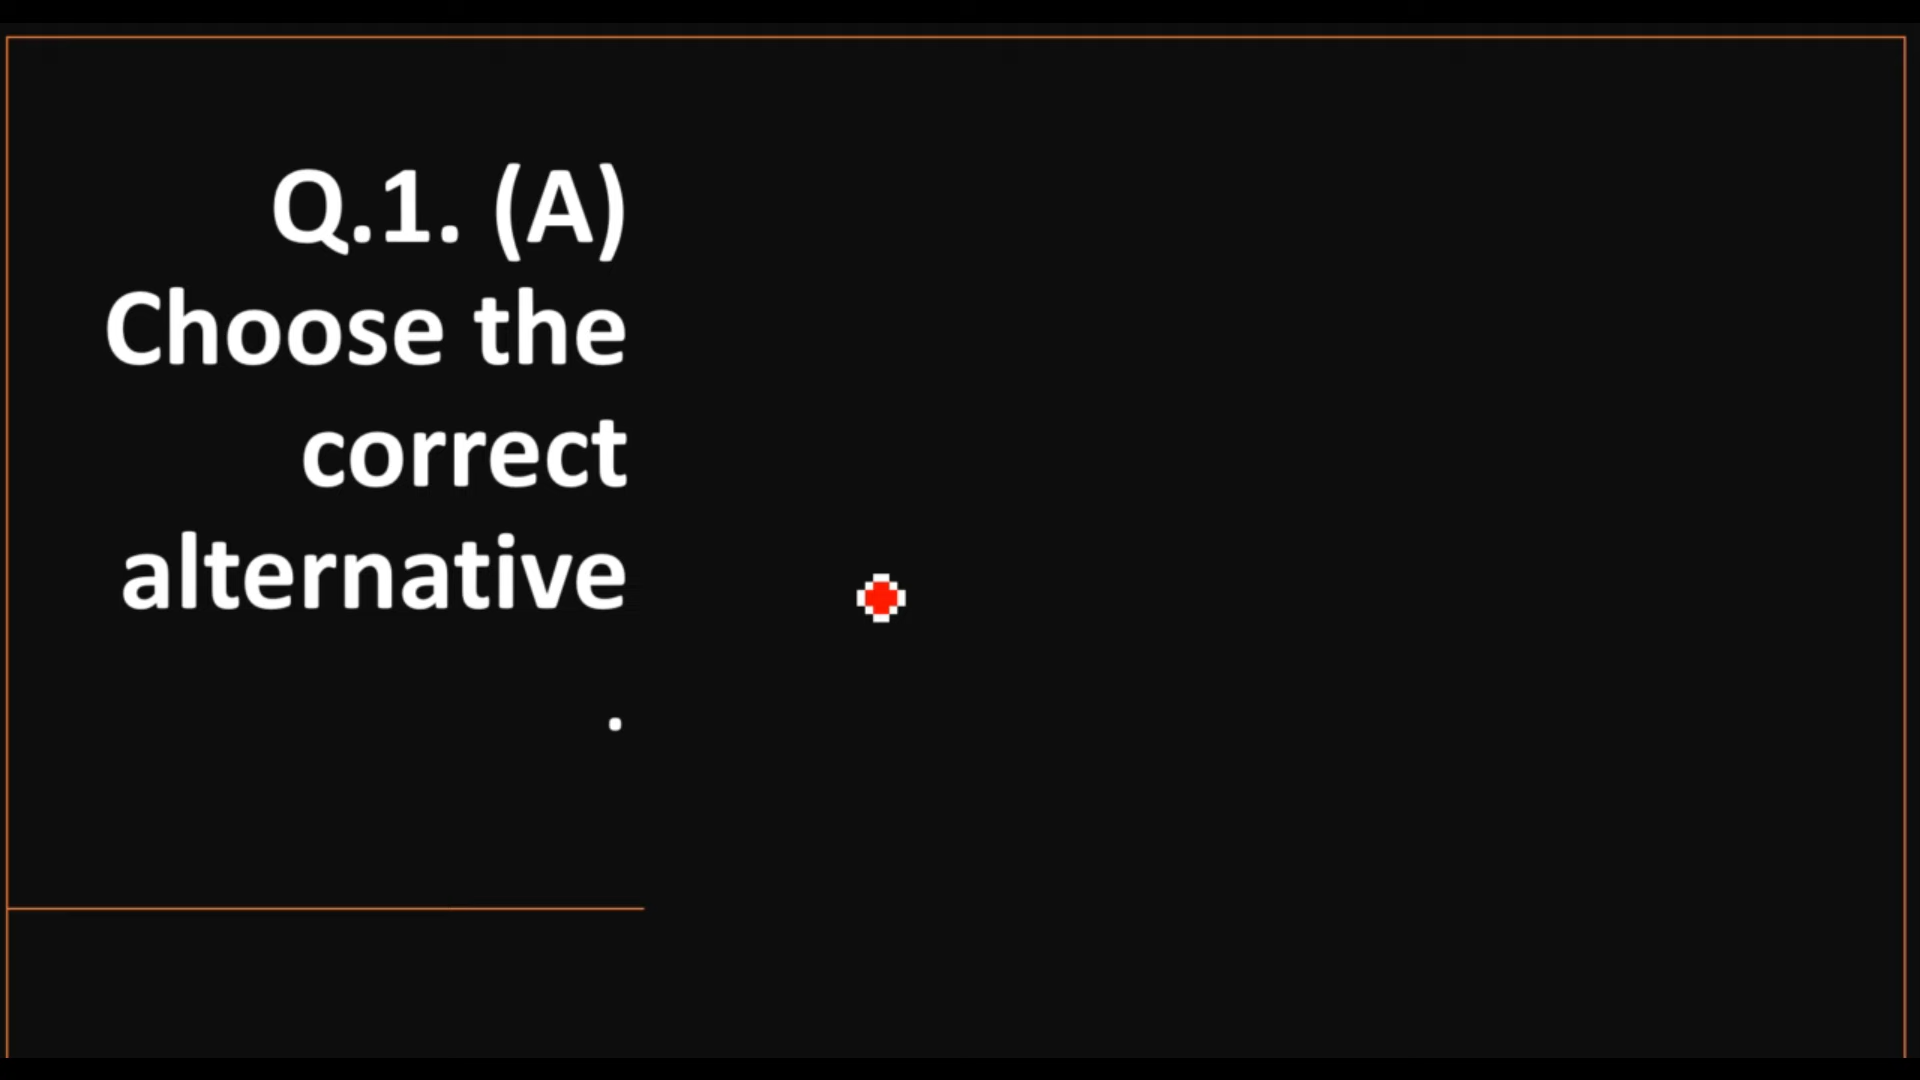 Q.1. (A)
Choose the
correct
alternative
.